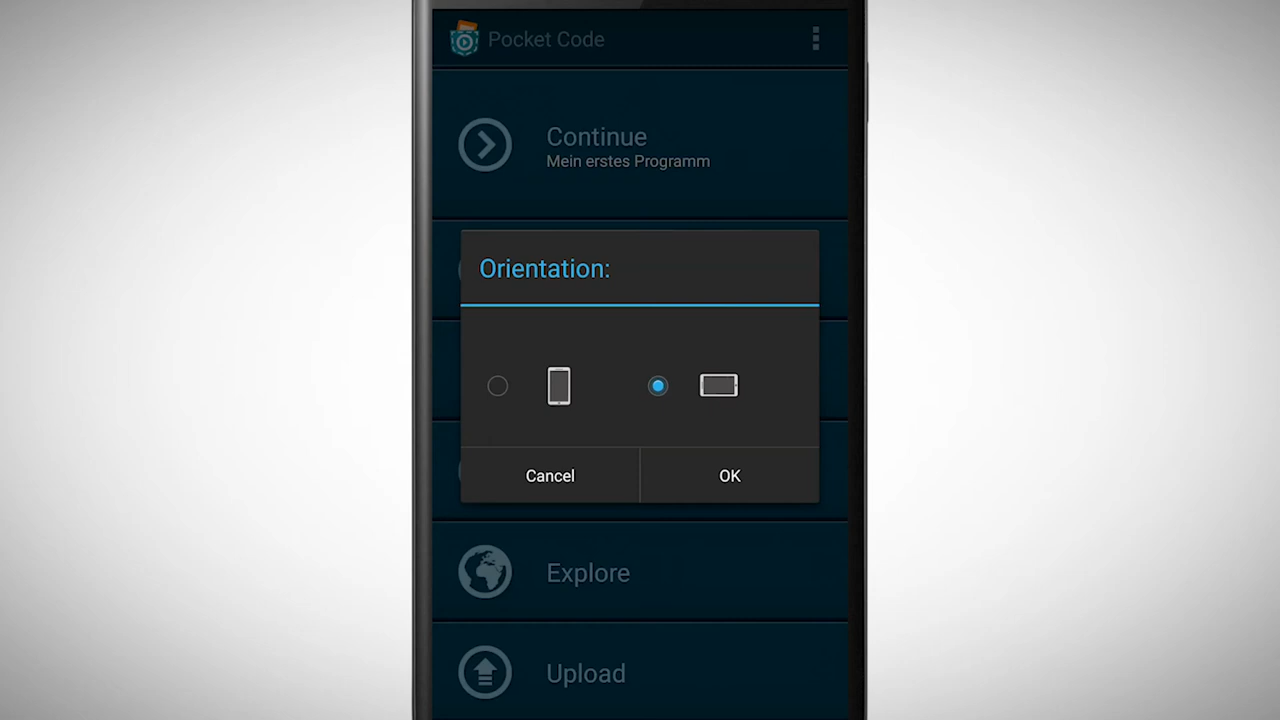 Pocket Code
Continue
Mein erstes Programm
Orientation:
Cancel
OK
Explore
Upload